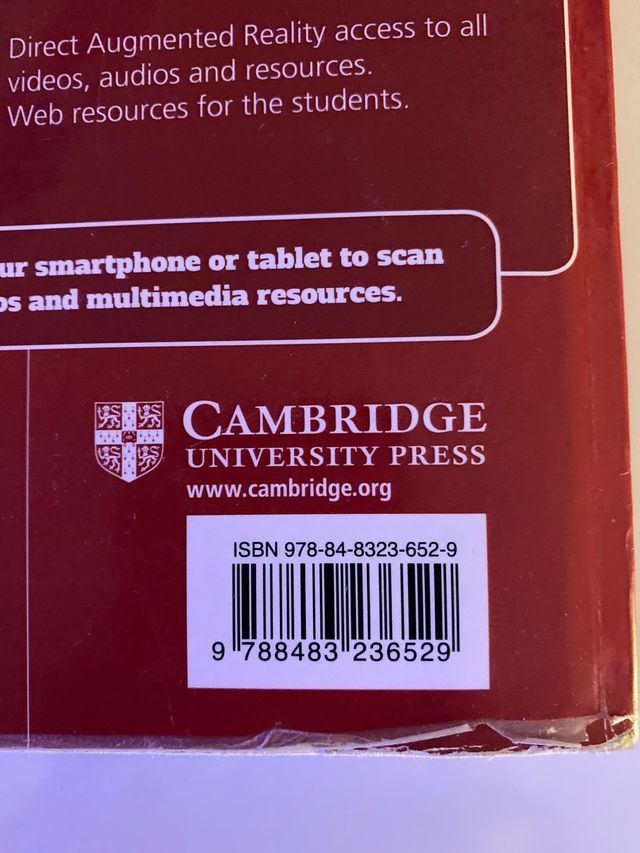 Direct Augmented Reality access to all
videos, audios and resources.
Web resources for the students.
smartphone or tablet to scan
and multimedia resources.
CAMBRIDGE
UNIVERSITY PRESS
www.cambridge.org
ISBN 978-84-8323-652-9
9 788483 236529